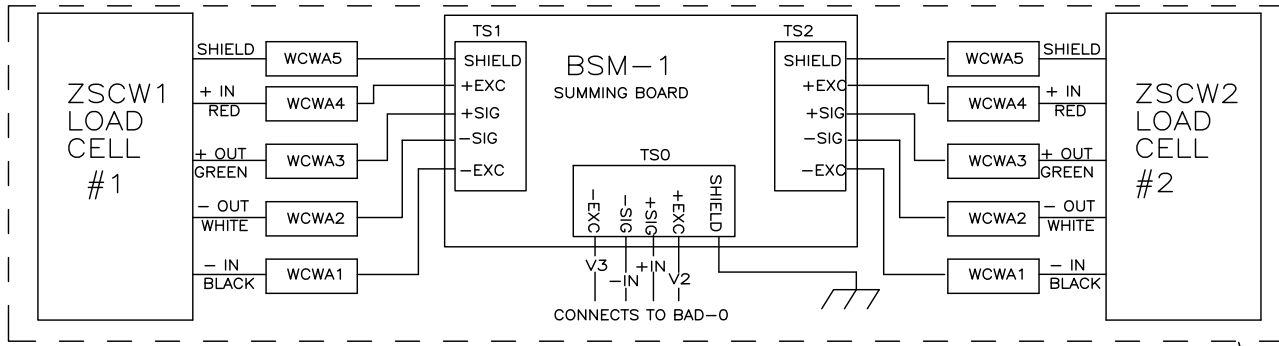 ZSCW1
LOAD
CELL
#1
SHIELD
+ IN
RED
+ OUT
GREEN
− OUT
WHITE
− IN
BLACK
WCWA5
WCWA4
WCWA3
WCWA2
WCWA1
TS1
SHIELD
+EXC
+SIG
−SIG
−EXC
BSM−1
SUMMING BOARD
TS0
−EXC
−SIG
+SIG
+EXC
SHIELD
V3
−IN
+IN
V2
CONNECTS TO BAD−0
TS2
SHIELD
+EXC
+SIG
−SIG
−EXC
WCWA5
WCWA4
WCWA3
WCWA2
WCWA1
SHIELD
+ IN
RED
+ OUT
GREEN
− OUT
WHITE
− IN
BLACK
ZSCW2
LOAD
CELL
#2